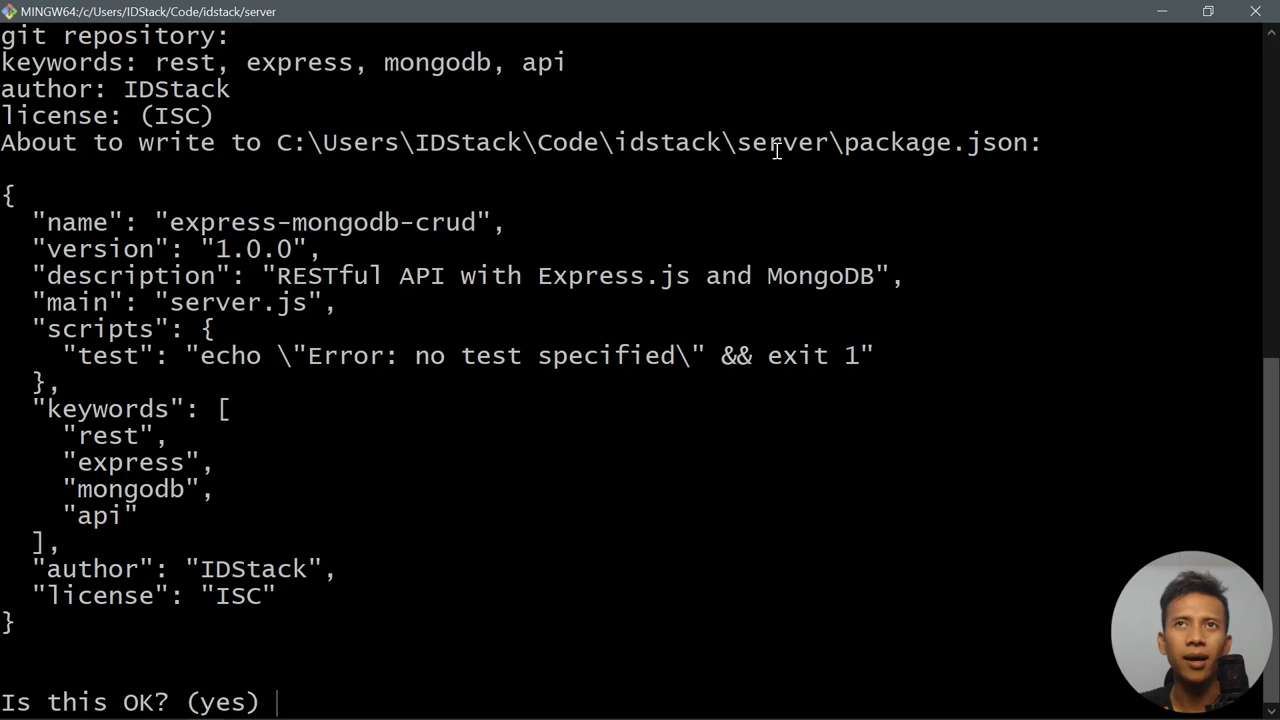 MINGW64:/c/Users/IDStack/Code/idstack/server
git repository:
keywords: rest, express, mongodb, api
author: IDStack
license: (ISC)
About to write to C:\Users\IDStack\Code\idstack\server\package.json:
{
  "name": "express-mongodb-crud",
  "version": "1.0.0",
  "description": "RESTful API with Express.js and MongoDB",
  "main": "server.js",
  "scripts": {
    "test": "echo \"Error: no test specified\" && exit 1"
  },
  "keywords": [
    "rest",
    "express",
    "mongodb",
    "api"
  ],
  "author": "IDStack",
  "license": "ISC"
}
Is this OK? (yes)